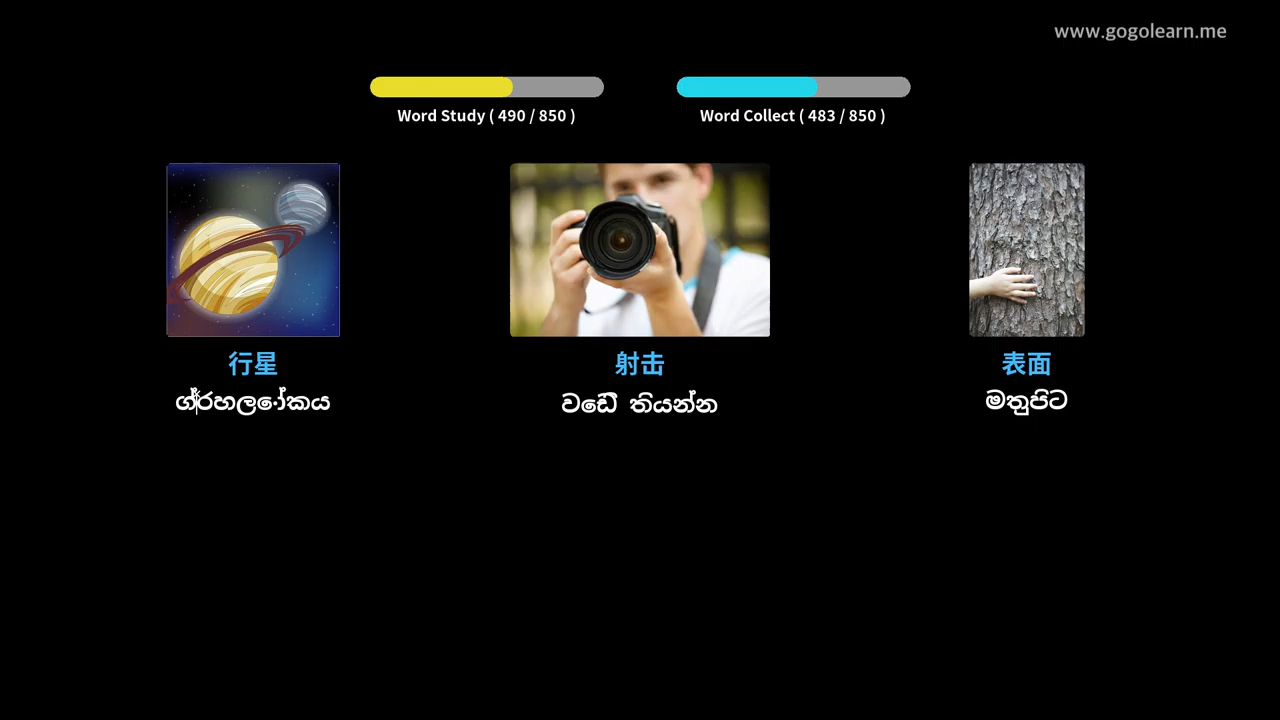 www.gogolearn.me
Word Study ( 490 / 850 )
Word Collect ( 483 / 850 )
行星
ග්රහලෝකය
射击
වඩේි තියන්න
表面
මතුපිට